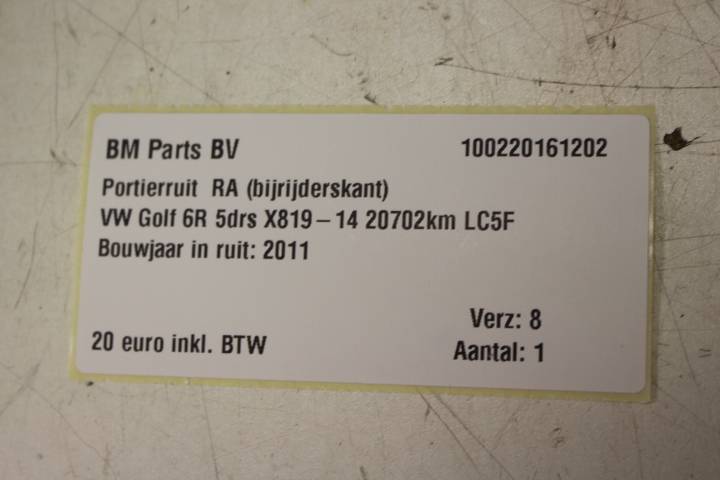 BM Parts BV 100220161202
Portierruit RA (bijrijderskant)
VW Golf 6R 5drs X819-14 20702km LC5F
Bouwjaar in ruit: 2011
Verz: 8
20 euro inkl. BTW Aantal: 1